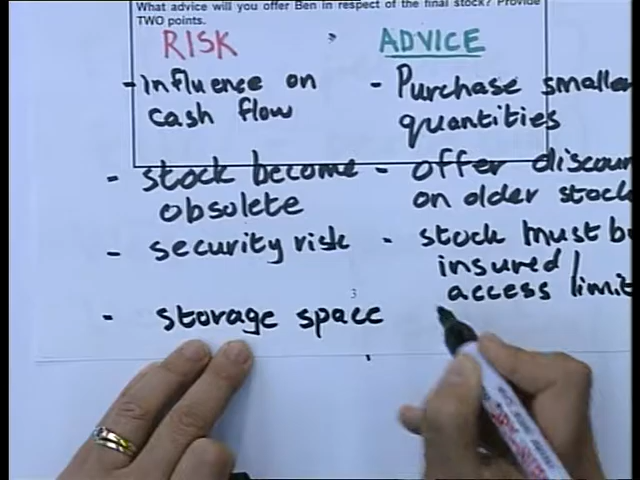 What advice will you offer Ben in respect of the final stock? Provide
TWO points.
RISK ADVICE
- influence on - Purchase smaller
cash flow quantities
- stock become - offer discoun
obsolete on older stock
- security risk - stock must b
insured/
access limit
3
- storage space